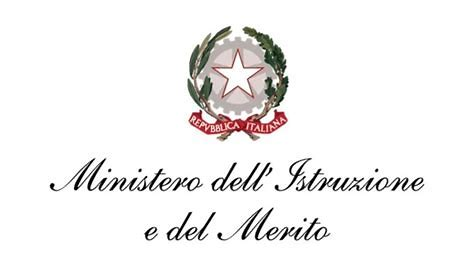 REPVBBLICA ITALIANA
Ministero dell'Istruzione
e del Merito